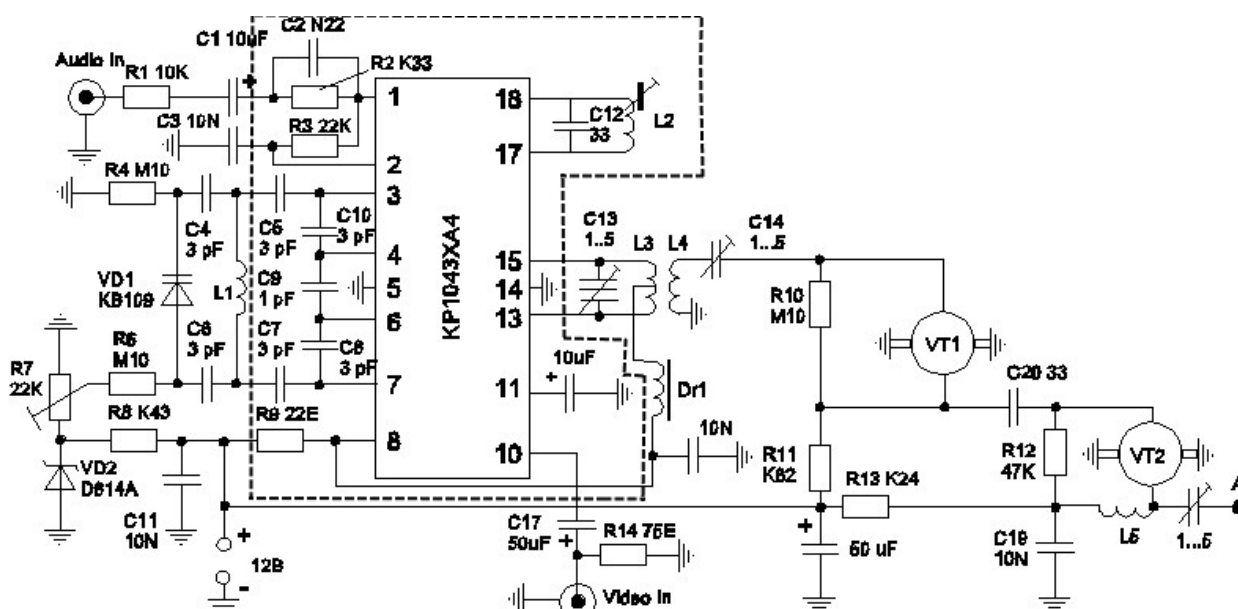 C2 N22
C1 10uF
Audio In
R1 10K
+
R2 K33
1
18
C12
33
L2
C3 10N
R3 22K
17
2
R4 M10
3
C4
3 pF
C5
3 pF
C10
3 pF
KP1043XA4
C13
1..5
L3
L4
C14
1...5
4
15
VD1
KB109
L1
C9
1 pF
5
14
R10
M10
6
13
C6
3 pF
C7
3 pF
C8
3 pF
VT1
R6
M10
10uF
R7
22K
7
11
+
Dr1
C20 33
R8 K43
R9 22E
8
10N
10
R11
K62
R12
47K
VT2
VD2
D814A
R13 K24
A
C11
10N
+
12B
-
C17
50uF
+
R14 75E
+
50 uF
C19
10N
L5
1...5
Video In